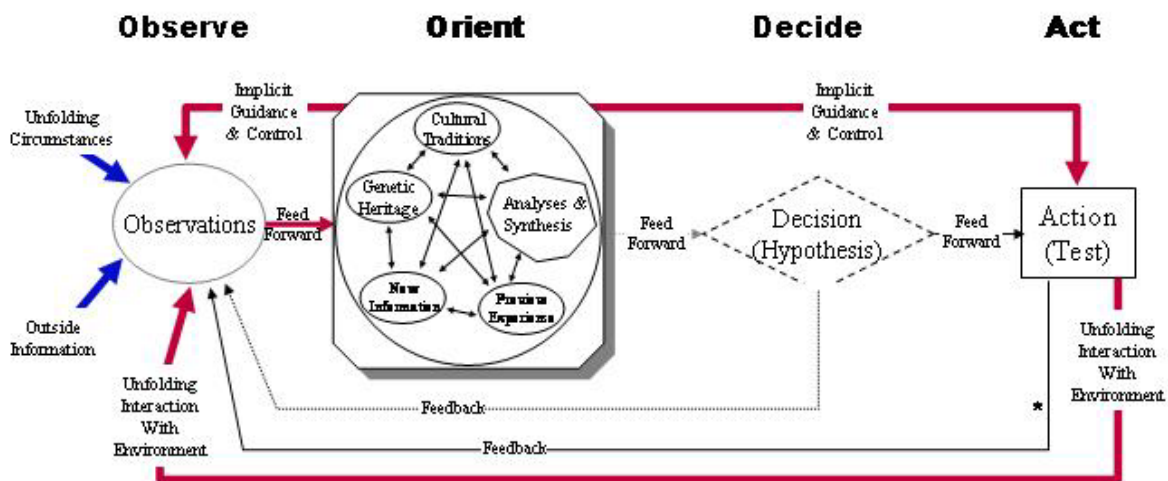 Observe
Orient
Decide
Act
Implicit
Guidance
& Control
Implicit
Guidance
& Control
Unfolding
Circumstances
Cultural
Traditions
Genetic
Heritage
Analyses &
Synthesis
Observations
Feed
Forward
Feed
Forward
Decision
(Hypothesis)
Feed
Forward
Action
(Test)
New
Information
Previous
Experience
Outside
Information
Unfolding
Interaction
With
Environment
Unfolding
Interaction
With
Environment
Feedback
*
Feedback